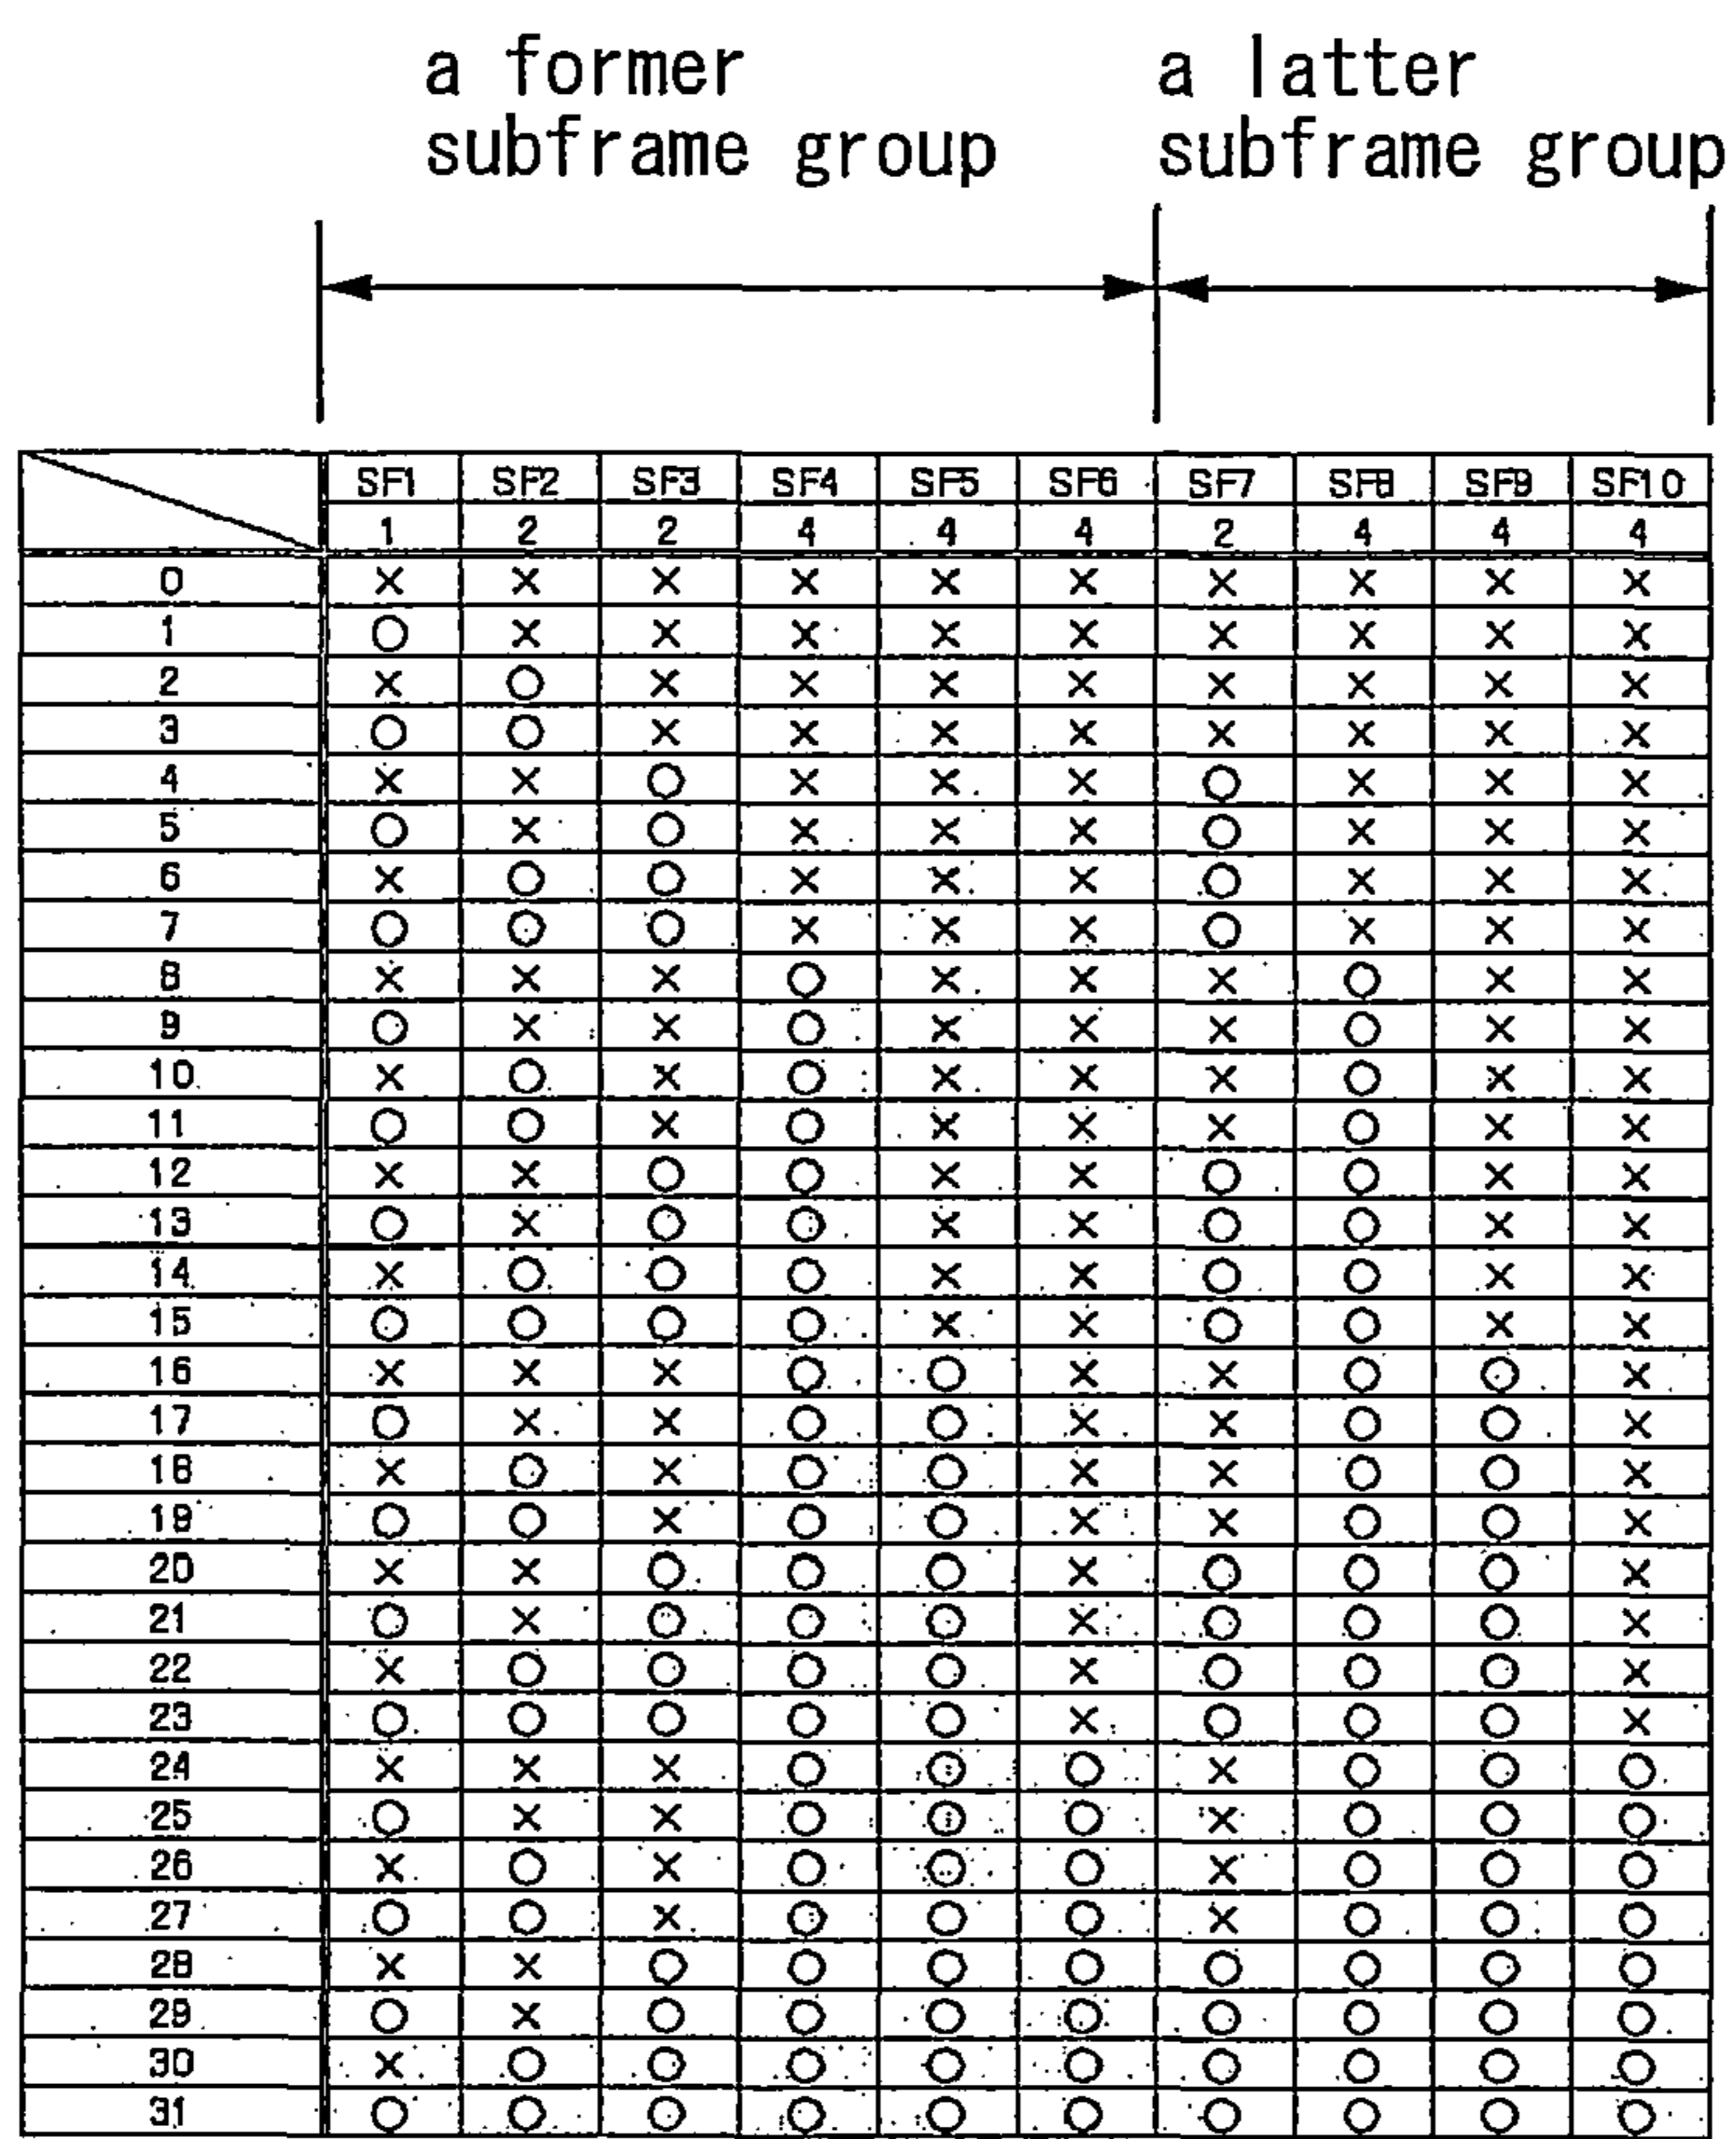 a former
subframe group
a latter
subframe group
SF1 SF2 SF3 SF4 SF5 SF6 SF7 SF8 SF9 SF10
1 2 2 4 4 4 2 4 4 4
0 × × × × × × × × × ×
1 ○ × × × × × × × × ×
2 × ○ × × × × × × × ×
3 ○ ○ × × × × × × × ×
4 × × ○ × × × ○ × × ×
5 ○ × ○ × × × ○ × × ×
6 × ○ ○ × × × ○ × × ×
7 ○ ○ ○ × × × ○ × × ×
8 × × × ○ × × × ○ × ×
9 ○ × × ○ × × × ○ × ×
10 × ○ × ○ × × × ○ × ×
11 ○ ○ × ○ × × × ○ × ×
12 × × ○ ○ × × ○ ○ × ×
13 ○ × ○ ○ × × ○ ○ × ×
14 × ○ ○ ○ × × ○ ○ × ×
15 ○ ○ ○ ○ × × ○ ○ × ×
16 × × × ○ ○ × × ○ ○ ×
17 ○ × × ○ ○ × × ○ ○ ×
18 × ○ × ○ ○ × × ○ ○ ×
19 ○ ○ × ○ ○ × × ○ ○ ×
20 × × ○ ○ ○ × ○ ○ ○ ×
21 ○ × ○ ○ ○ × ○ ○ ○ ×
22 × ○ ○ ○ ○ × ○ ○ ○ ×
23 ○ ○ ○ ○ ○ × ○ ○ ○ ×
24 × × × ○ ○ ○ × ○ ○ ○
25 ○ × × ○ ○ ○ × ○ ○ ○
26 × ○ × ○ ○ ○ × ○ ○ ○
27 ○ ○ × ○ ○ ○ × ○ ○ ○
28 × × ○ ○ ○ ○ ○ ○ ○ ○
29 ○ × ○ ○ ○ ○ ○ ○ ○ ○
30 × ○ ○ ○ ○ ○ ○ ○ ○ ○
31 ○ ○ ○ ○ ○ ○ ○ ○ ○ ○